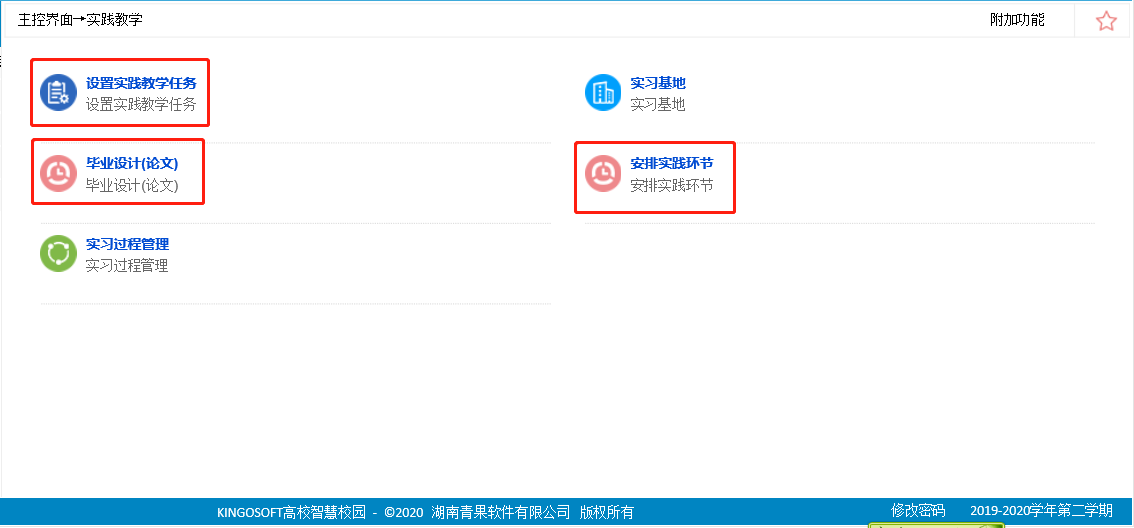 主控界面→实践教学
附加功能
设置实践教学任务
设置实践教学任务
实习基地
实习基地
毕业设计(论文)
毕业设计(论文)
安排实践环节
安排实践环节
实习过程管理
实习过程管理
KINGOSOFT高校智慧校园 - ©2020 湖南青果软件有限公司 版权所有
修改密码 2019-2020学年第二学期